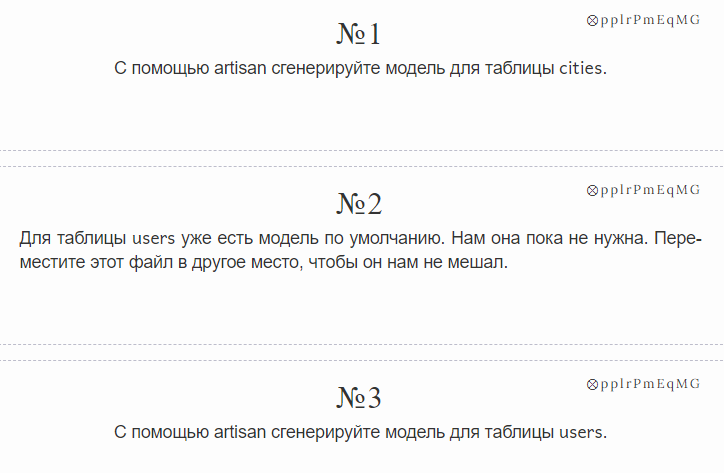 ⊗pplrPmEqMG
№1
С помощью artisan сгенерируйте модель для таблицы cities.
⊗pplrPmEqMG
№2
Для таблицы users уже есть модель по умолчанию. Нам она пока не нужна. Пере-
местите этот файл в другое место, чтобы он нам не мешал.
⊗pplrPmEqMG
№3
С помощью artisan сгенерируйте модель для таблицы users.